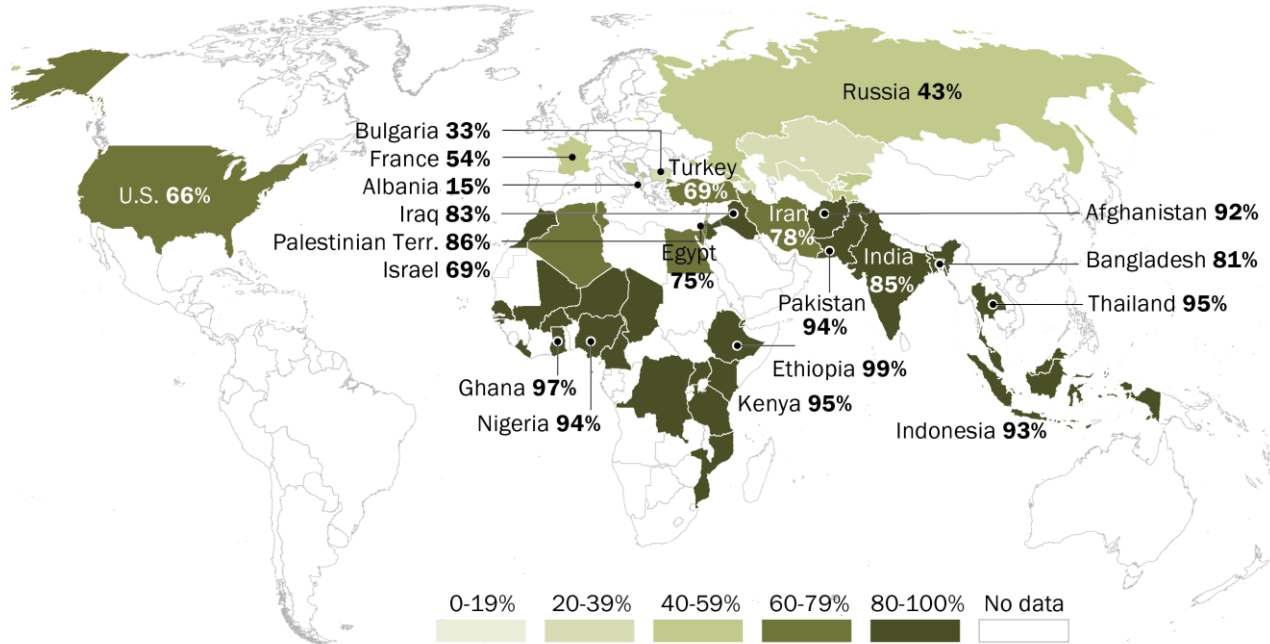 Russia 43%
Bulgaria 33%
France 54%
Albania 15%
Iraq 83%
Palestinian Terr. 86%
Israel 69%
U.S. 66%
Turkey
69%
Iran
78%
Egypt
75%
India
85%
Pakistan
94%
Afghanistan 92%
Bangladesh 81%
Thailand 95%
Ethiopia 99%
Kenya 95%
Ghana 97%
Nigeria 94%
Indonesia 93%
0-19% 20-39% 40-59% 60-79% 80-100% No data